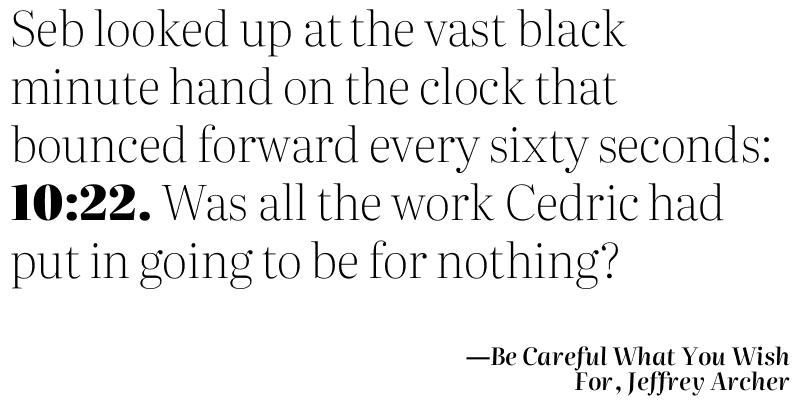 Seb looked up at the vast black
minute hand on the clock that
bounced forward every sixty seconds:
10:22. Was all the work Cedric had
put in going to be for nothing?
—Be Careful What You Wish
For, Jeffrey Archer